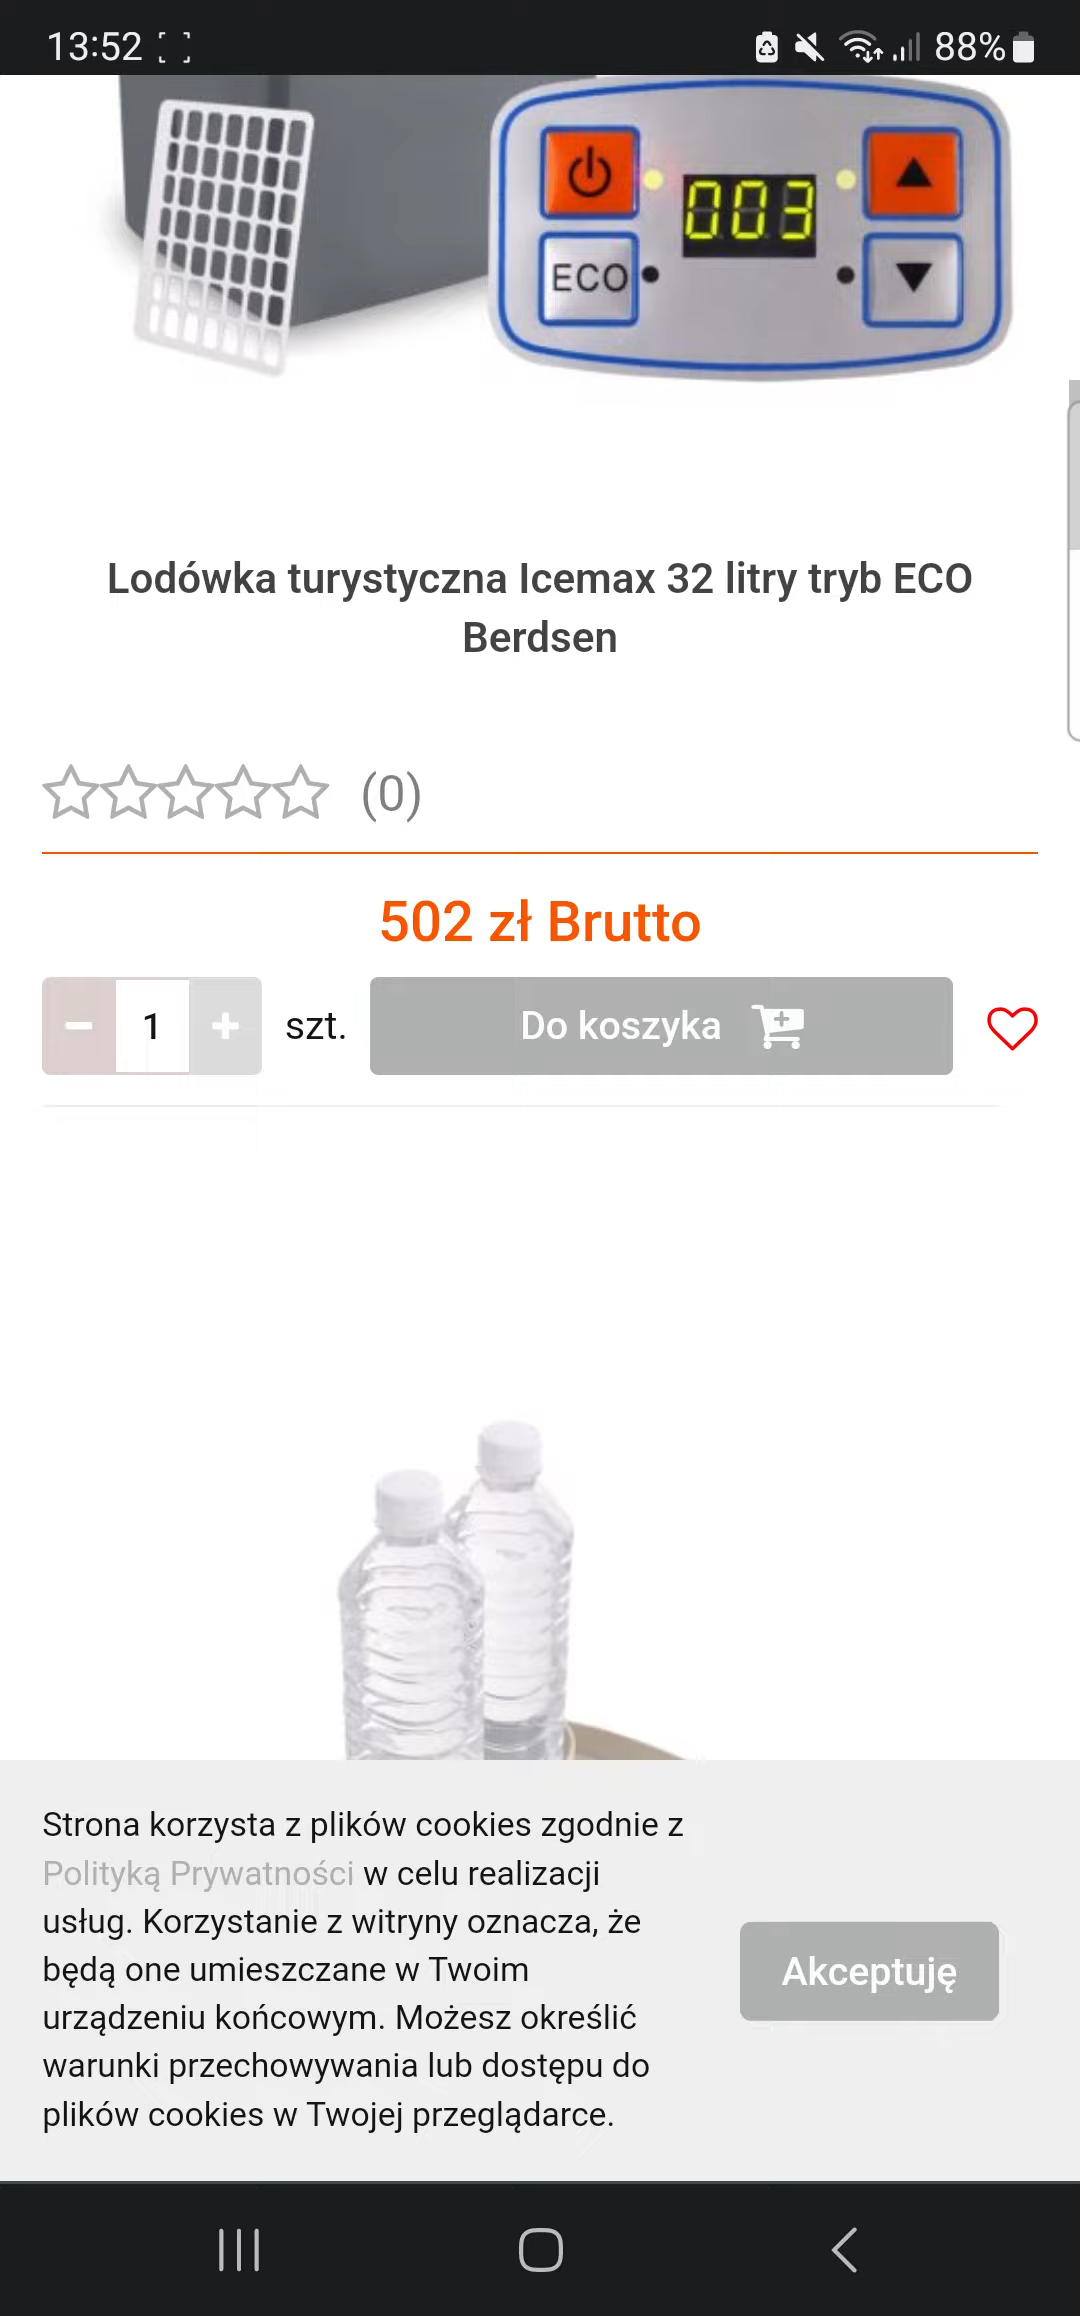 13:52
88%
003
ECO
Lodówka turystyczna Icemax 32 litry tryb ECO
Berdsen
(0)
502 zł Brutto
1 szt. Do koszyka
Strona korzysta z plików cookies zgodnie z
Polityką Prywatności w celu realizacji
usług. Korzystanie z witryny oznacza, że
będą one umieszczane w Twoim
urządzeniu końcowym. Możesz określić
warunki przechowywania lub dostępu do
plików cookies w Twojej przeglądarce.
Akceptuję